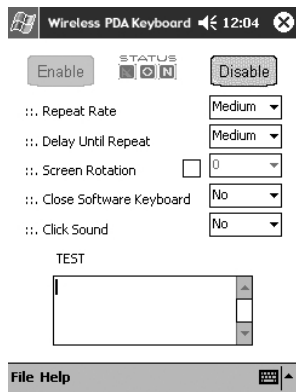 Wireless PDA Keyboard 12:04
Enable STATUS ON Disable
::. Repeat Rate Medium
::. Delay Until Repeat Medium
::. Screen Rotation 0
::. Close Software Keyboard No
::. Click Sound No
TEST
File Help